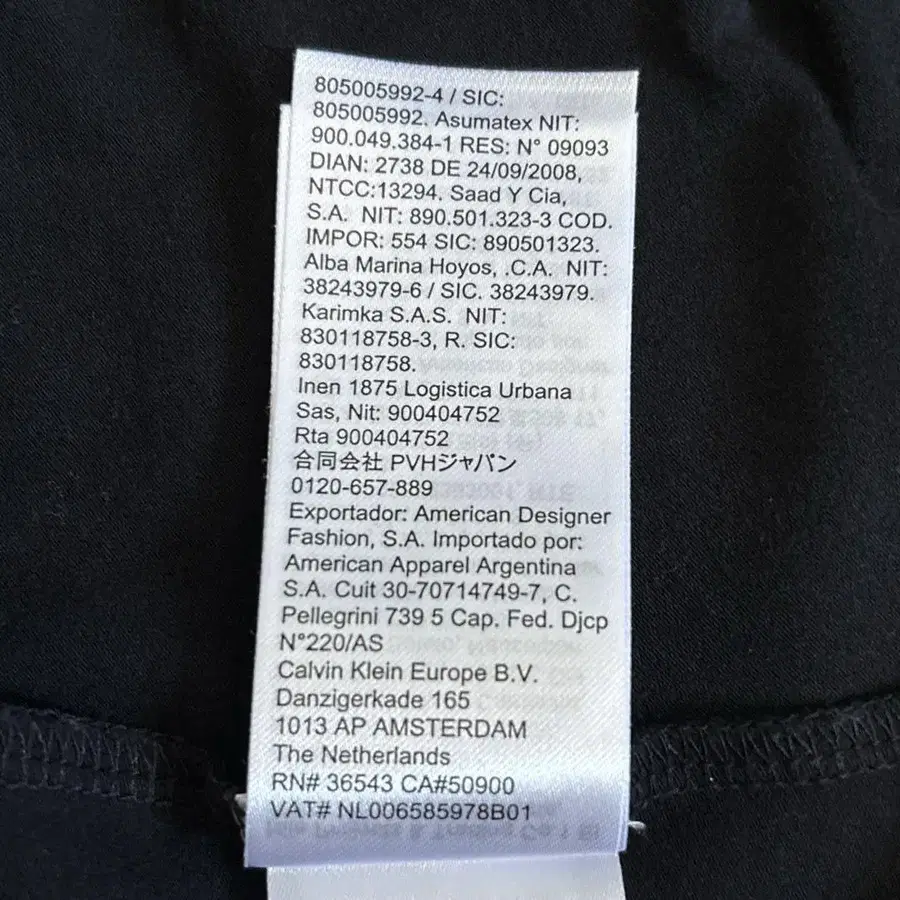 805005992-4 / SIC:
805005992. Asumatex NIT:
900.049.384-1 RES: N° 09093
DIAN: 2738 DE 24/09/2008,
NTCC:13294. Saad Y Cia,
S.A. NIT: 890.501.323-3 COD.
IMPOR: 554 SIC: 890501323.
Alba Marina Hoyos, .C.A. NIT:
38243979-6 / SIC. 38243979.
Karimka S.A.S. NIT:
830118758-3, R. SIC:
830118758.
Inen 1875 Logistica Urbana
Sas, Nit: 900404752
Rta 900404752
合同会社 PVHジャパン
0120-657-889
Exportador: American Designer
Fashion, S.A. Importado por:
American Apparel Argentina
S.A. Cuit 30-70714749-7, C.
Pellegrini 739 5 Cap. Fed. Djcp
N°220/AS
Calvin Klein Europe B.V.
Danzigerkade 165
1013 AP AMSTERDAM
The Netherlands
RN# 36543 CA#50900
VAT# NL006585978B01